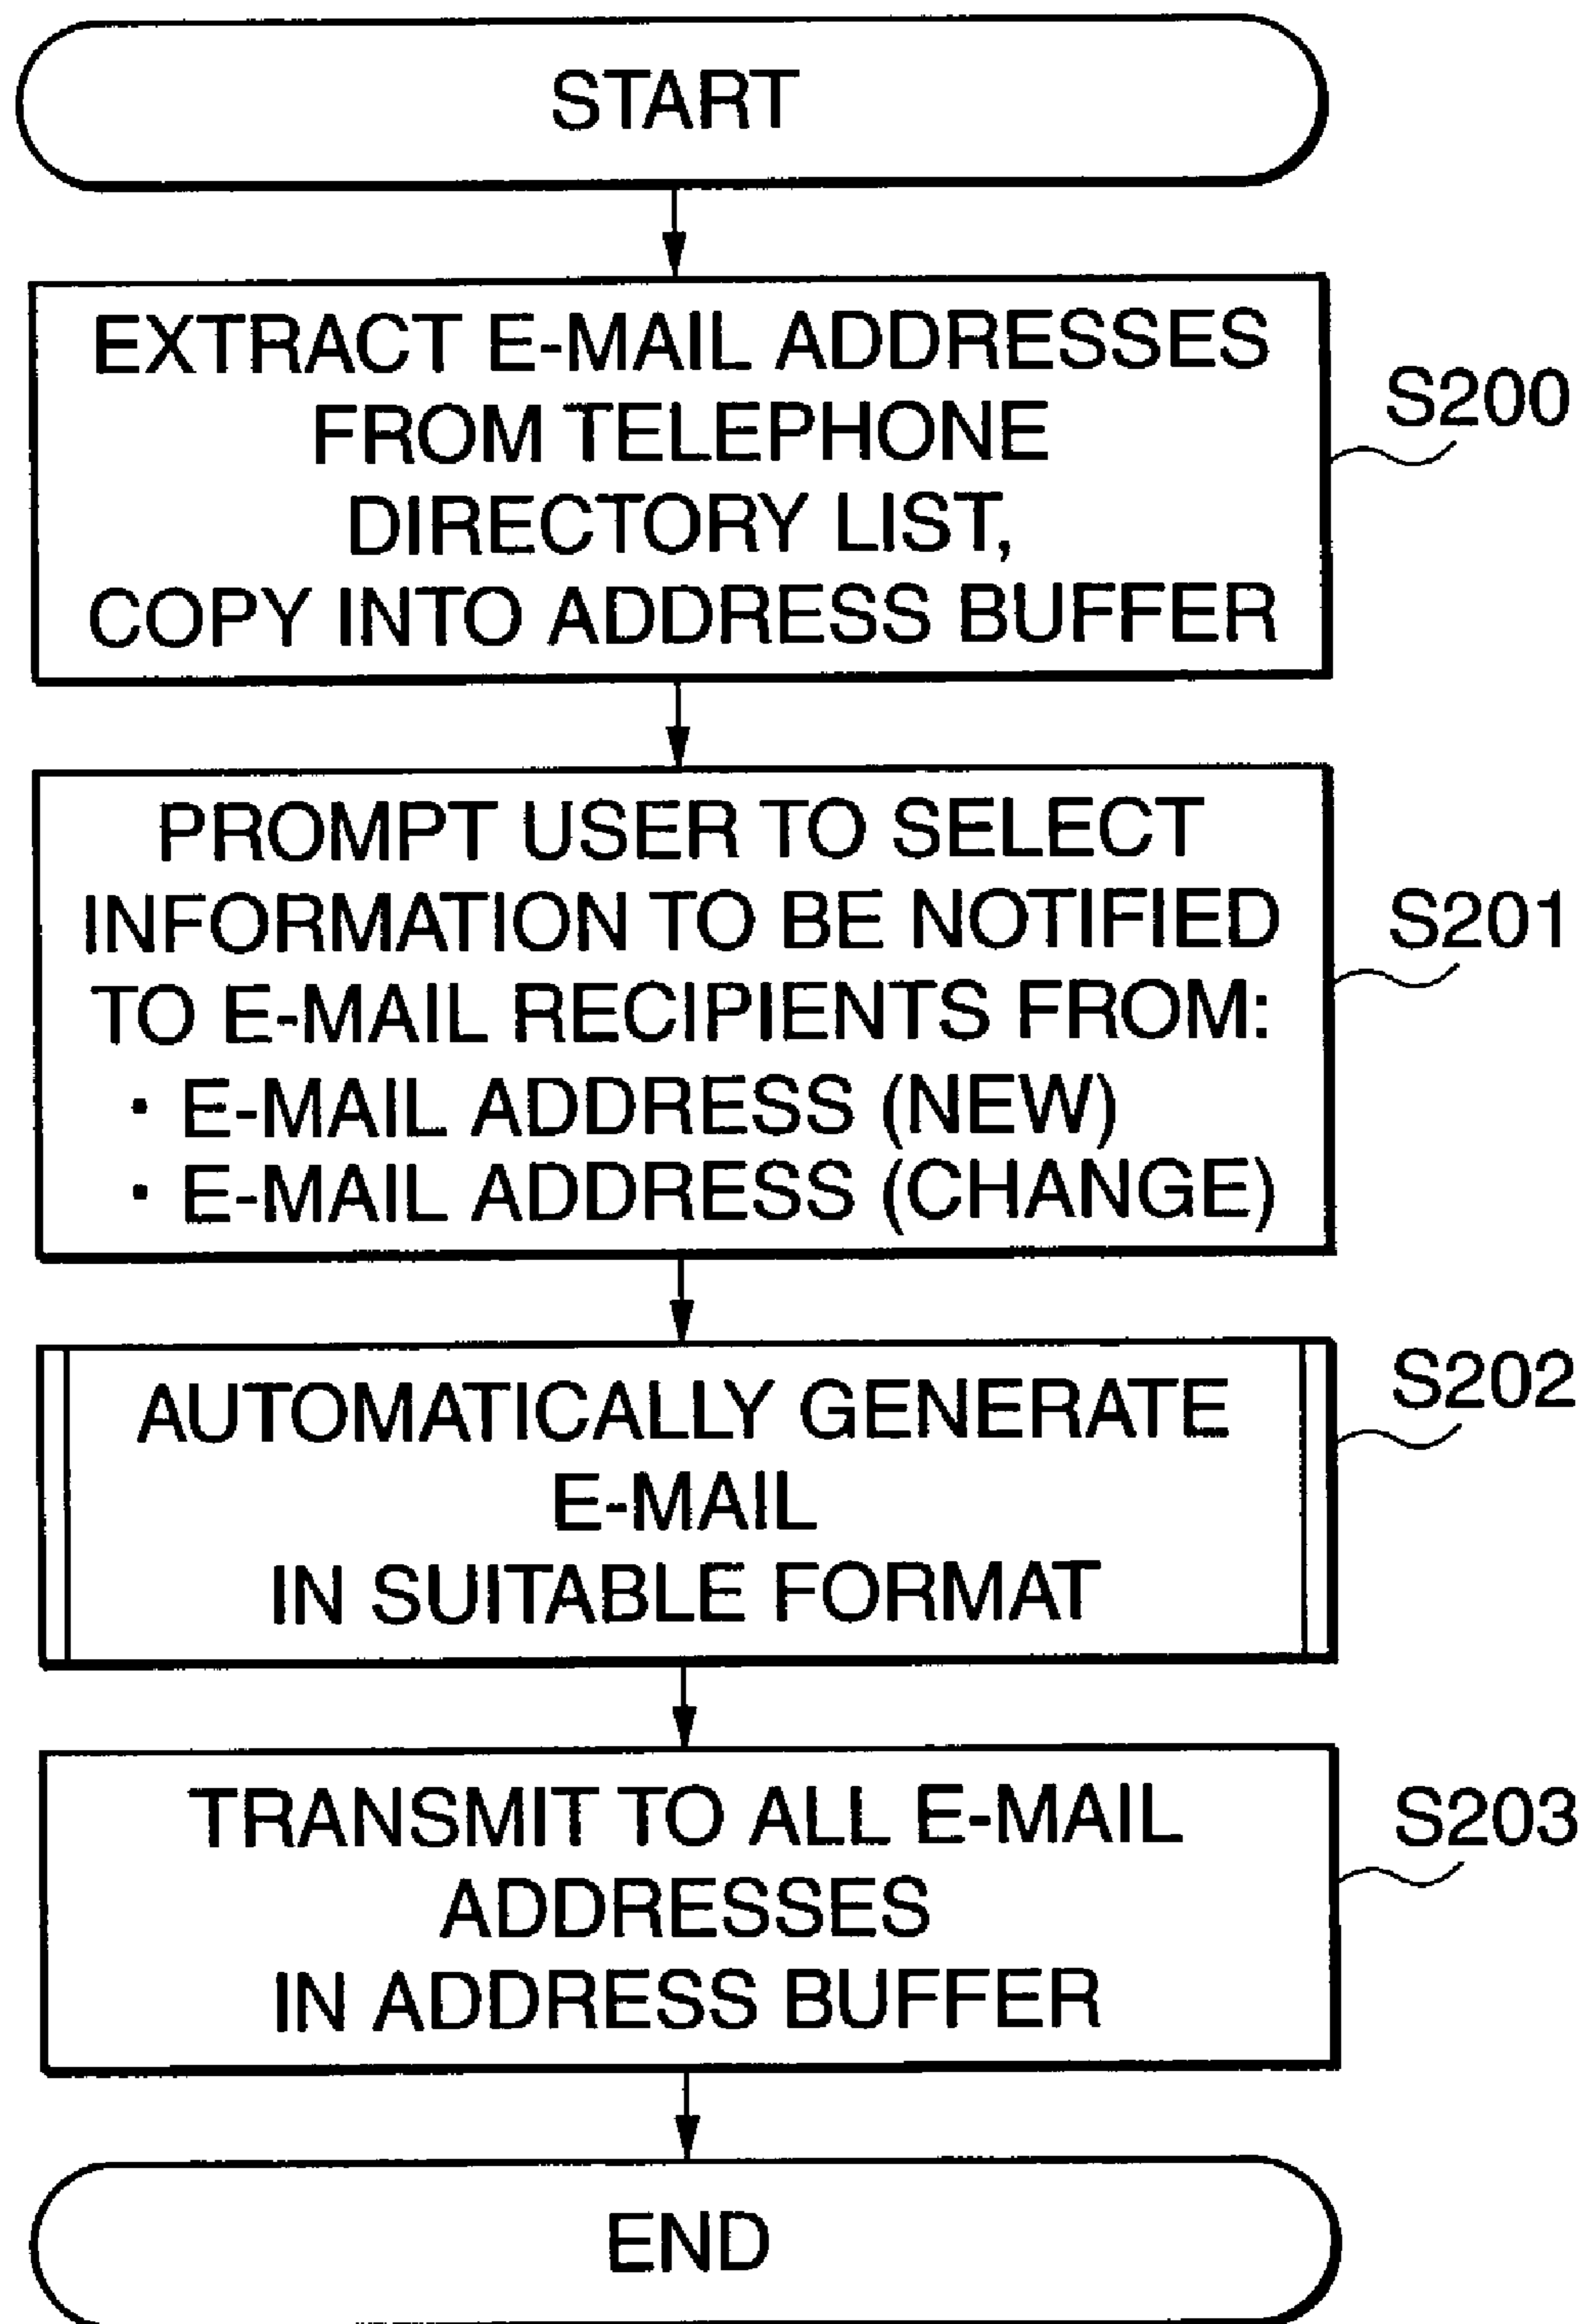 START
EXTRACT E-MAIL ADDRESSES
FROM TELEPHONE
DIRECTORY LIST,
COPY INTO ADDRESS BUFFER
S200
PROMPT USER TO SELECT
INFORMATION TO BE NOTIFIED
TO E-MAIL RECIPIENTS FROM:
・ E-MAIL ADDRESS (NEW)
・ E-MAIL ADDRESS (CHANGE)
S201
AUTOMATICALLY GENERATE
E-MAIL
IN SUITABLE FORMAT
S202
TRANSMIT TO ALL E-MAIL
ADDRESSES
IN ADDRESS BUFFER
S203
END